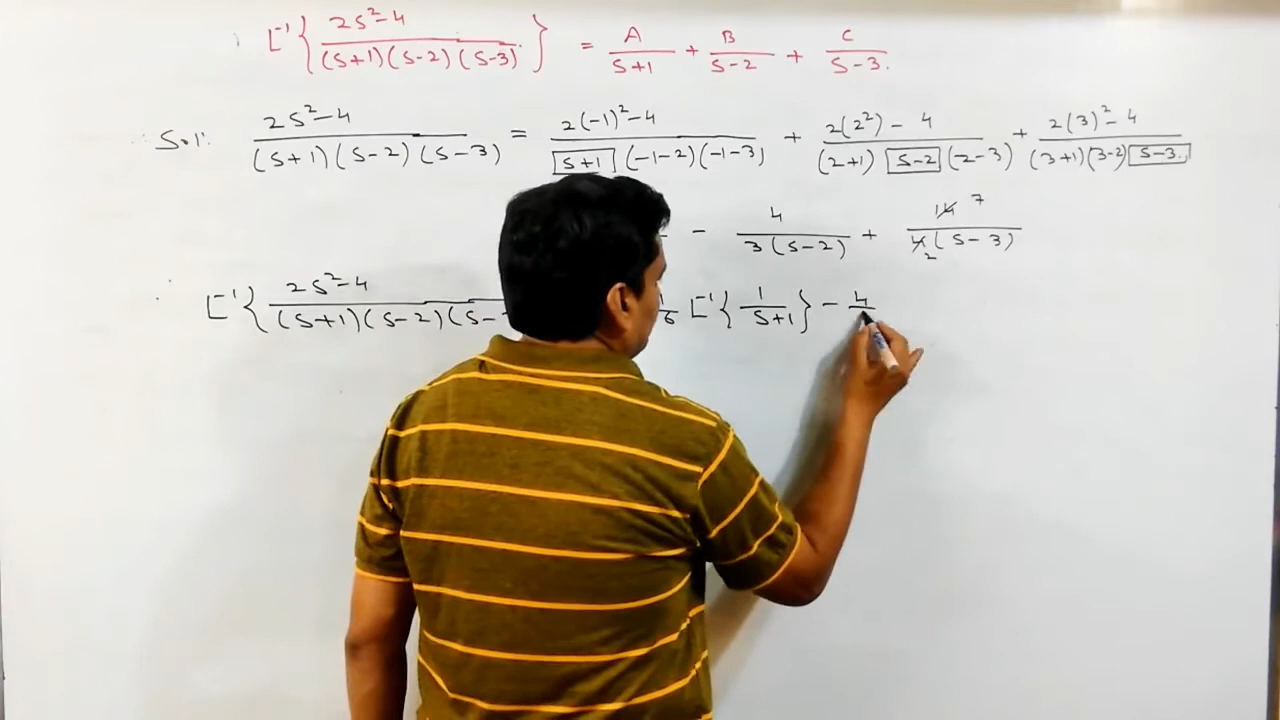 L⁻¹{ 2s²-4 / (s+1)(s-2)(s-3) } = A/s+1 + B/s-2 + C/s-3.
Sol: 2s²-4 / (s+1)(s-2)(s-3) = 2(-1)²-4 / s+1 (-1-2)(-1-3) + 2(2²)-4 / (2+1) s-2 (2-3) + 2(3)²-4 / (3+1)(3-2) s-3.
- 4 / 3(s-2) + 14 7 / 4 2 (s-3)
∴ L⁻¹{ 2s²-4 / (s+1)(s-2)(s- 1/6 L⁻¹{ 1/s+1 } - 4